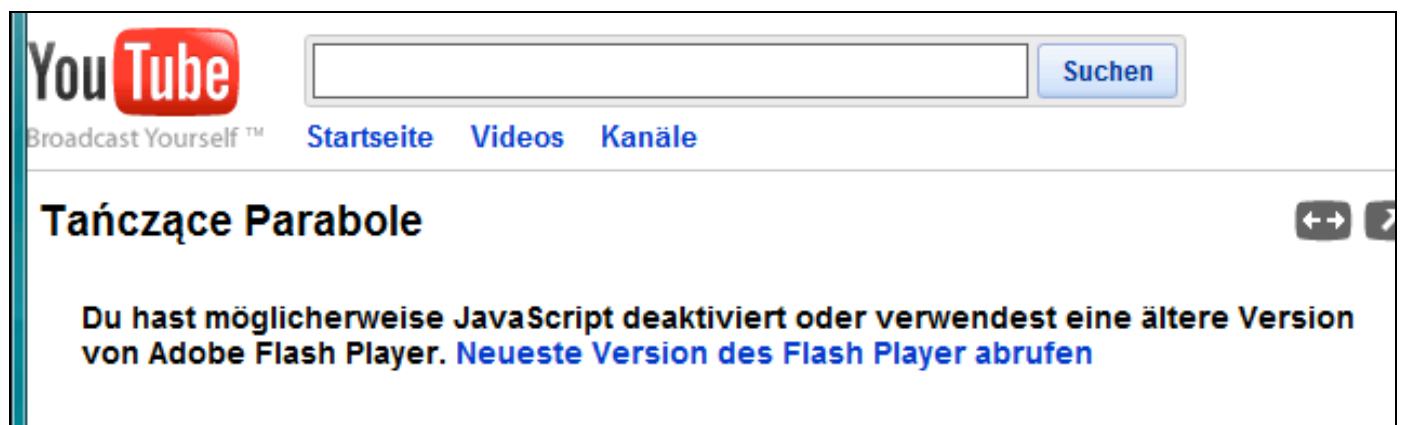 YouTube
Suchen
Broadcast Yourself ™
Startseite Videos Kanäle
Tańczące Parabole
Du hast möglicherweise JavaScript deaktiviert oder verwendest eine ältere Version
von Adobe Flash Player. Neueste Version des Flash Player abrufen